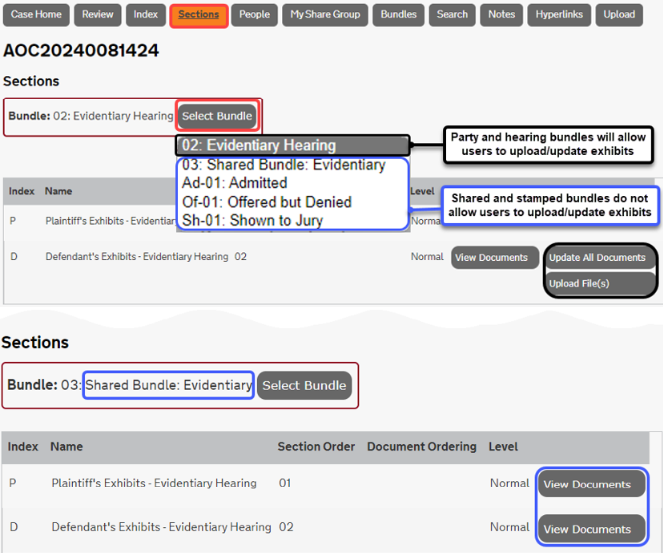 Case Home Review Index Sections People My Share Group Bundles Search Notes Hyperlinks Upload
AOC20240081424
Sections
Bundle: 02: Evidentiary Hearing Select Bundle
02: Evidentiary Hearing
03: Shared Bundle: Evidentiary
Ad-01: Admitted
Of-01: Offered but Denied
Sh-01: Shown to Jury
Party and hearing bundles will allow
users to upload/update exhibits
Shared and stamped bundles do not
allow users to upload/update exhibits
Index Name Level
P Plaintiff's Exhibits - Evidentiar Norma
D Defendant's Exhibits - Evidentiary Hearing 02 Normal View Documents Update All Documents
Upload File(s)
Sections
Bundle: 03: Shared Bundle: Evidentiary Select Bundle
Index Name Section Order Document Ordering Level
P Plaintiff's Exhibits - Evidentiary Hearing 01 Normal View Documents
D Defendant's Exhibits - Evidentiary Hearing 02 Normal View Documents